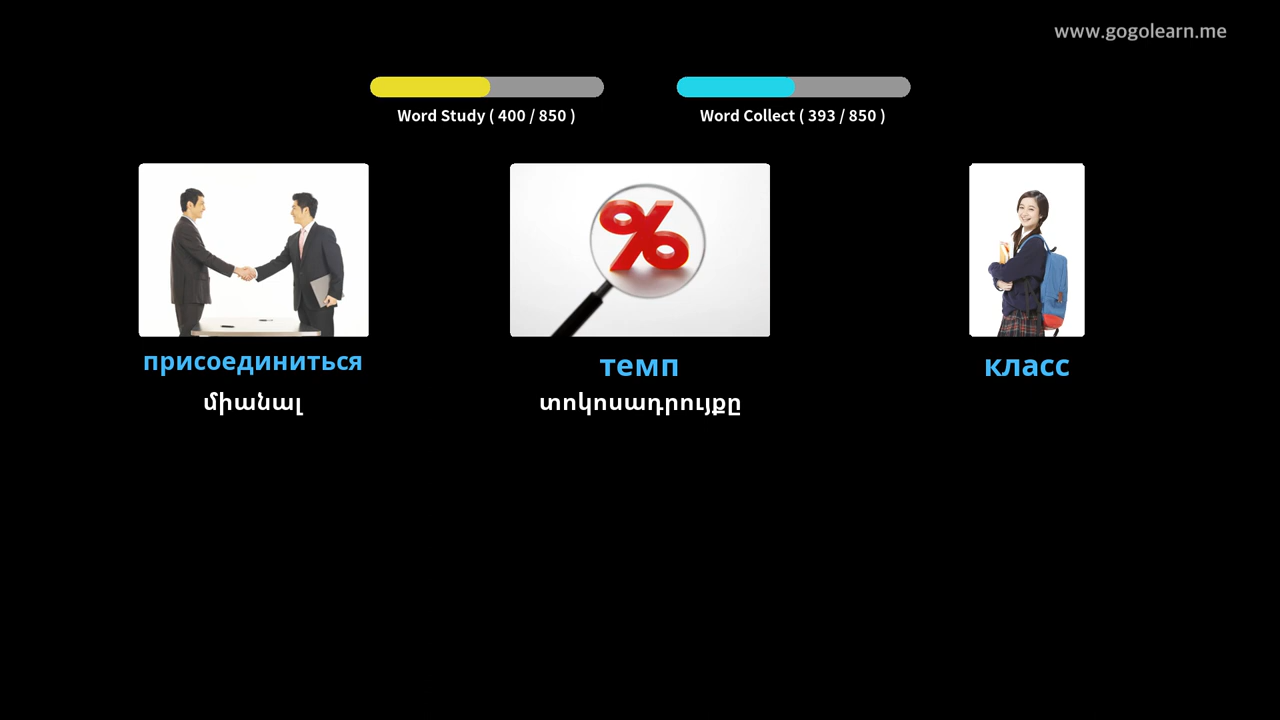 www.gogolearn.me
Word Study ( 400 / 850 )
Word Collect ( 393 / 850 )
%
присоединиться
темп
класс
միանալ
տոկոսադրույքը